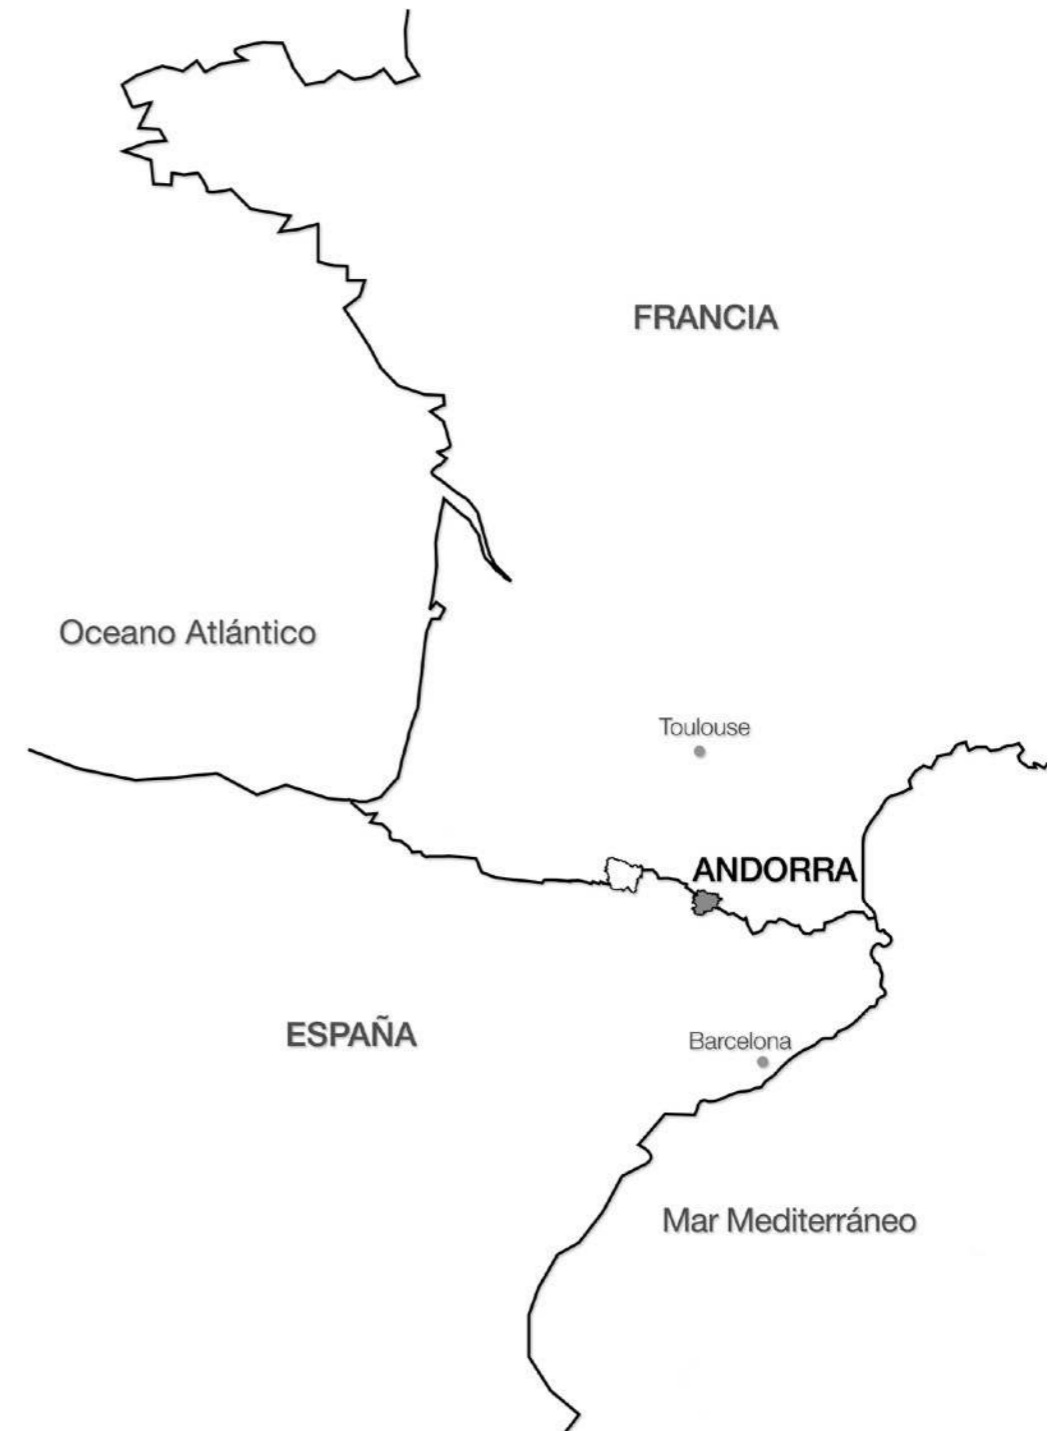 FRANCIA
Oceano Atlántico
Toulouse
ANDORRA
ESPAÑA
Barcelona
Mar Mediterráneo